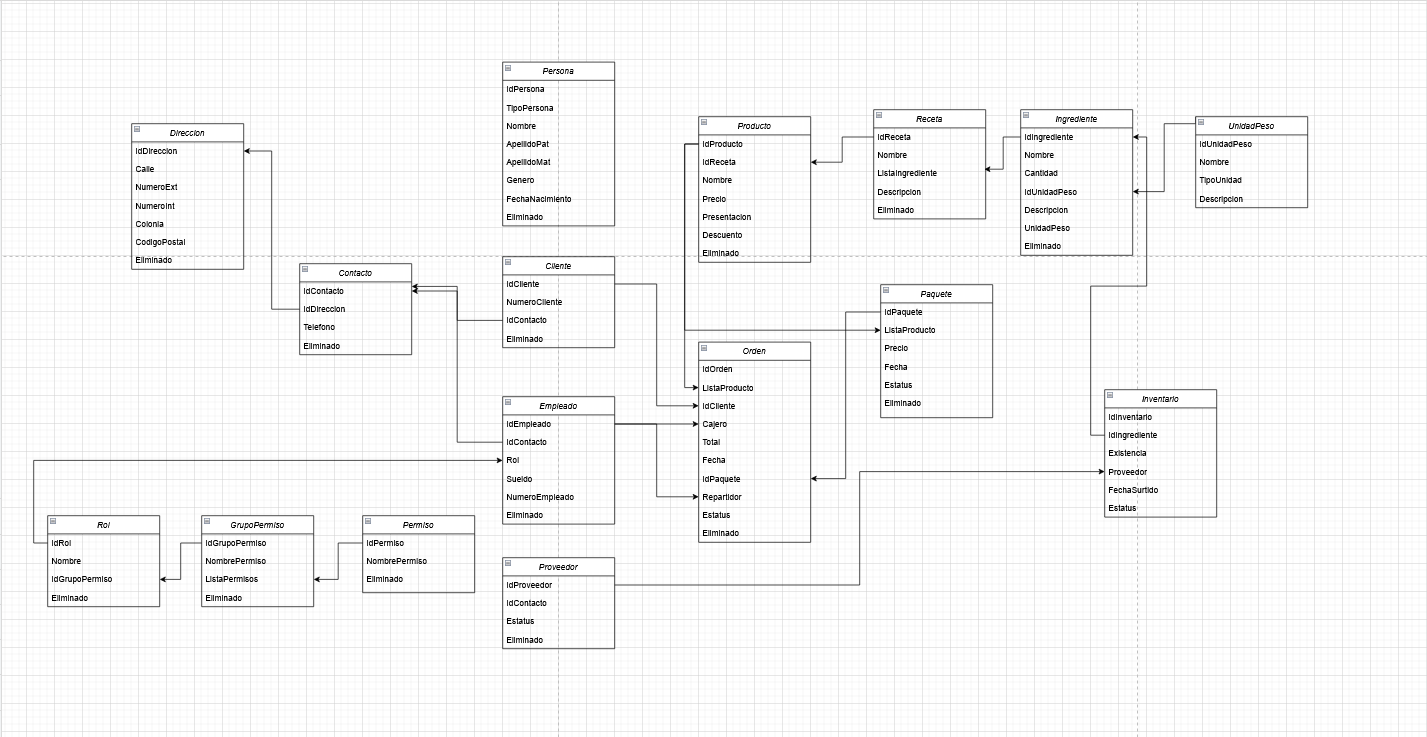 Persona
IdPersona
TipoPersona
Nombre
ApellidoPat
ApellidoMat
Genero
FechaNacimiento
Eliminado
Direccion
IdDireccion
Calle
NumeroExt
NumeroInt
Colonia
CodigoPostal
Eliminado
Contacto
IdContacto
IdDireccion
Telefono
Eliminado
Cliente
IdCliente
NumeroCliente
IdContacto
Eliminado
Producto
IdProducto
IdReceta
Nombre
Precio
Presentacion
Descuento
Eliminado
Receta
IdReceta
Nombre
ListaIngrediente
Descripcion
Eliminado
Ingrediente
IdIngrediente
Nombre
Cantidad
IdUnidadPeso
Descripcion
UnidadPeso
Eliminado
UnidadPeso
IdUnidadPeso
Nombre
TipoUnidad
Descripcion
Paquete
IdPaquete
ListaProducto
Precio
Fecha
Estatus
Eliminado
Orden
IdOrden
ListaProducto
IdCliente
Cajero
Total
Fecha
IdPaquete
Repartidor
Estatus
Eliminado
Empleado
IdEmpleado
IdContacto
Rol
Sueldo
NumeroEmpleado
Eliminado
Inventario
IdInventario
IdIngrediente
Existencia
Proveedor
FechaSurtido
Estatus
Rol
IdRol
Nombre
IdGrupoPermiso
Eliminado
GrupoPermiso
IdGrupoPermiso
NombrePermiso
ListaPermisos
Eliminado
Permiso
IdPermiso
NombrePermiso
Eliminado
Proveedor
IdProveedor
IdContacto
Estatus
Eliminado